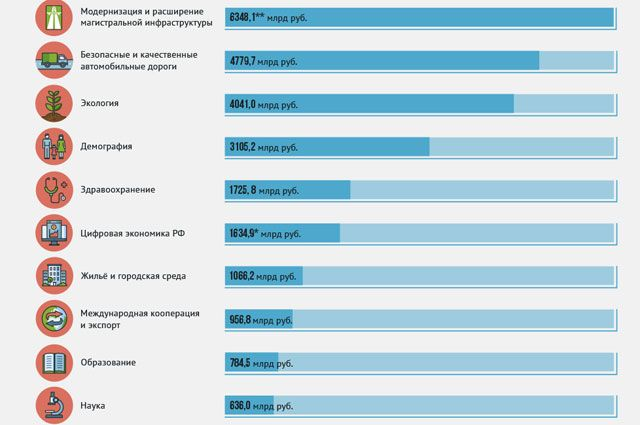 Модернизация и расширение
магистральной инфраструктуры
6348,1** млрд руб.
Безопасные и качественные
автомобильные дороги
4779,7 млрд руб.
Экология
4041,0 млрд руб.
Демография
3105,2 млрд руб.
Здравоохранение
1725, 8 млрд руб.
Цифровая экономика РФ
1634,9* млрд руб.
Жильё и городская среда
1066,2 млрд руб.
Международная кооперация
и экспорт
956,8 млрд руб.
Образование
784,5 млрд руб.
Наука
636,0 млрд руб.